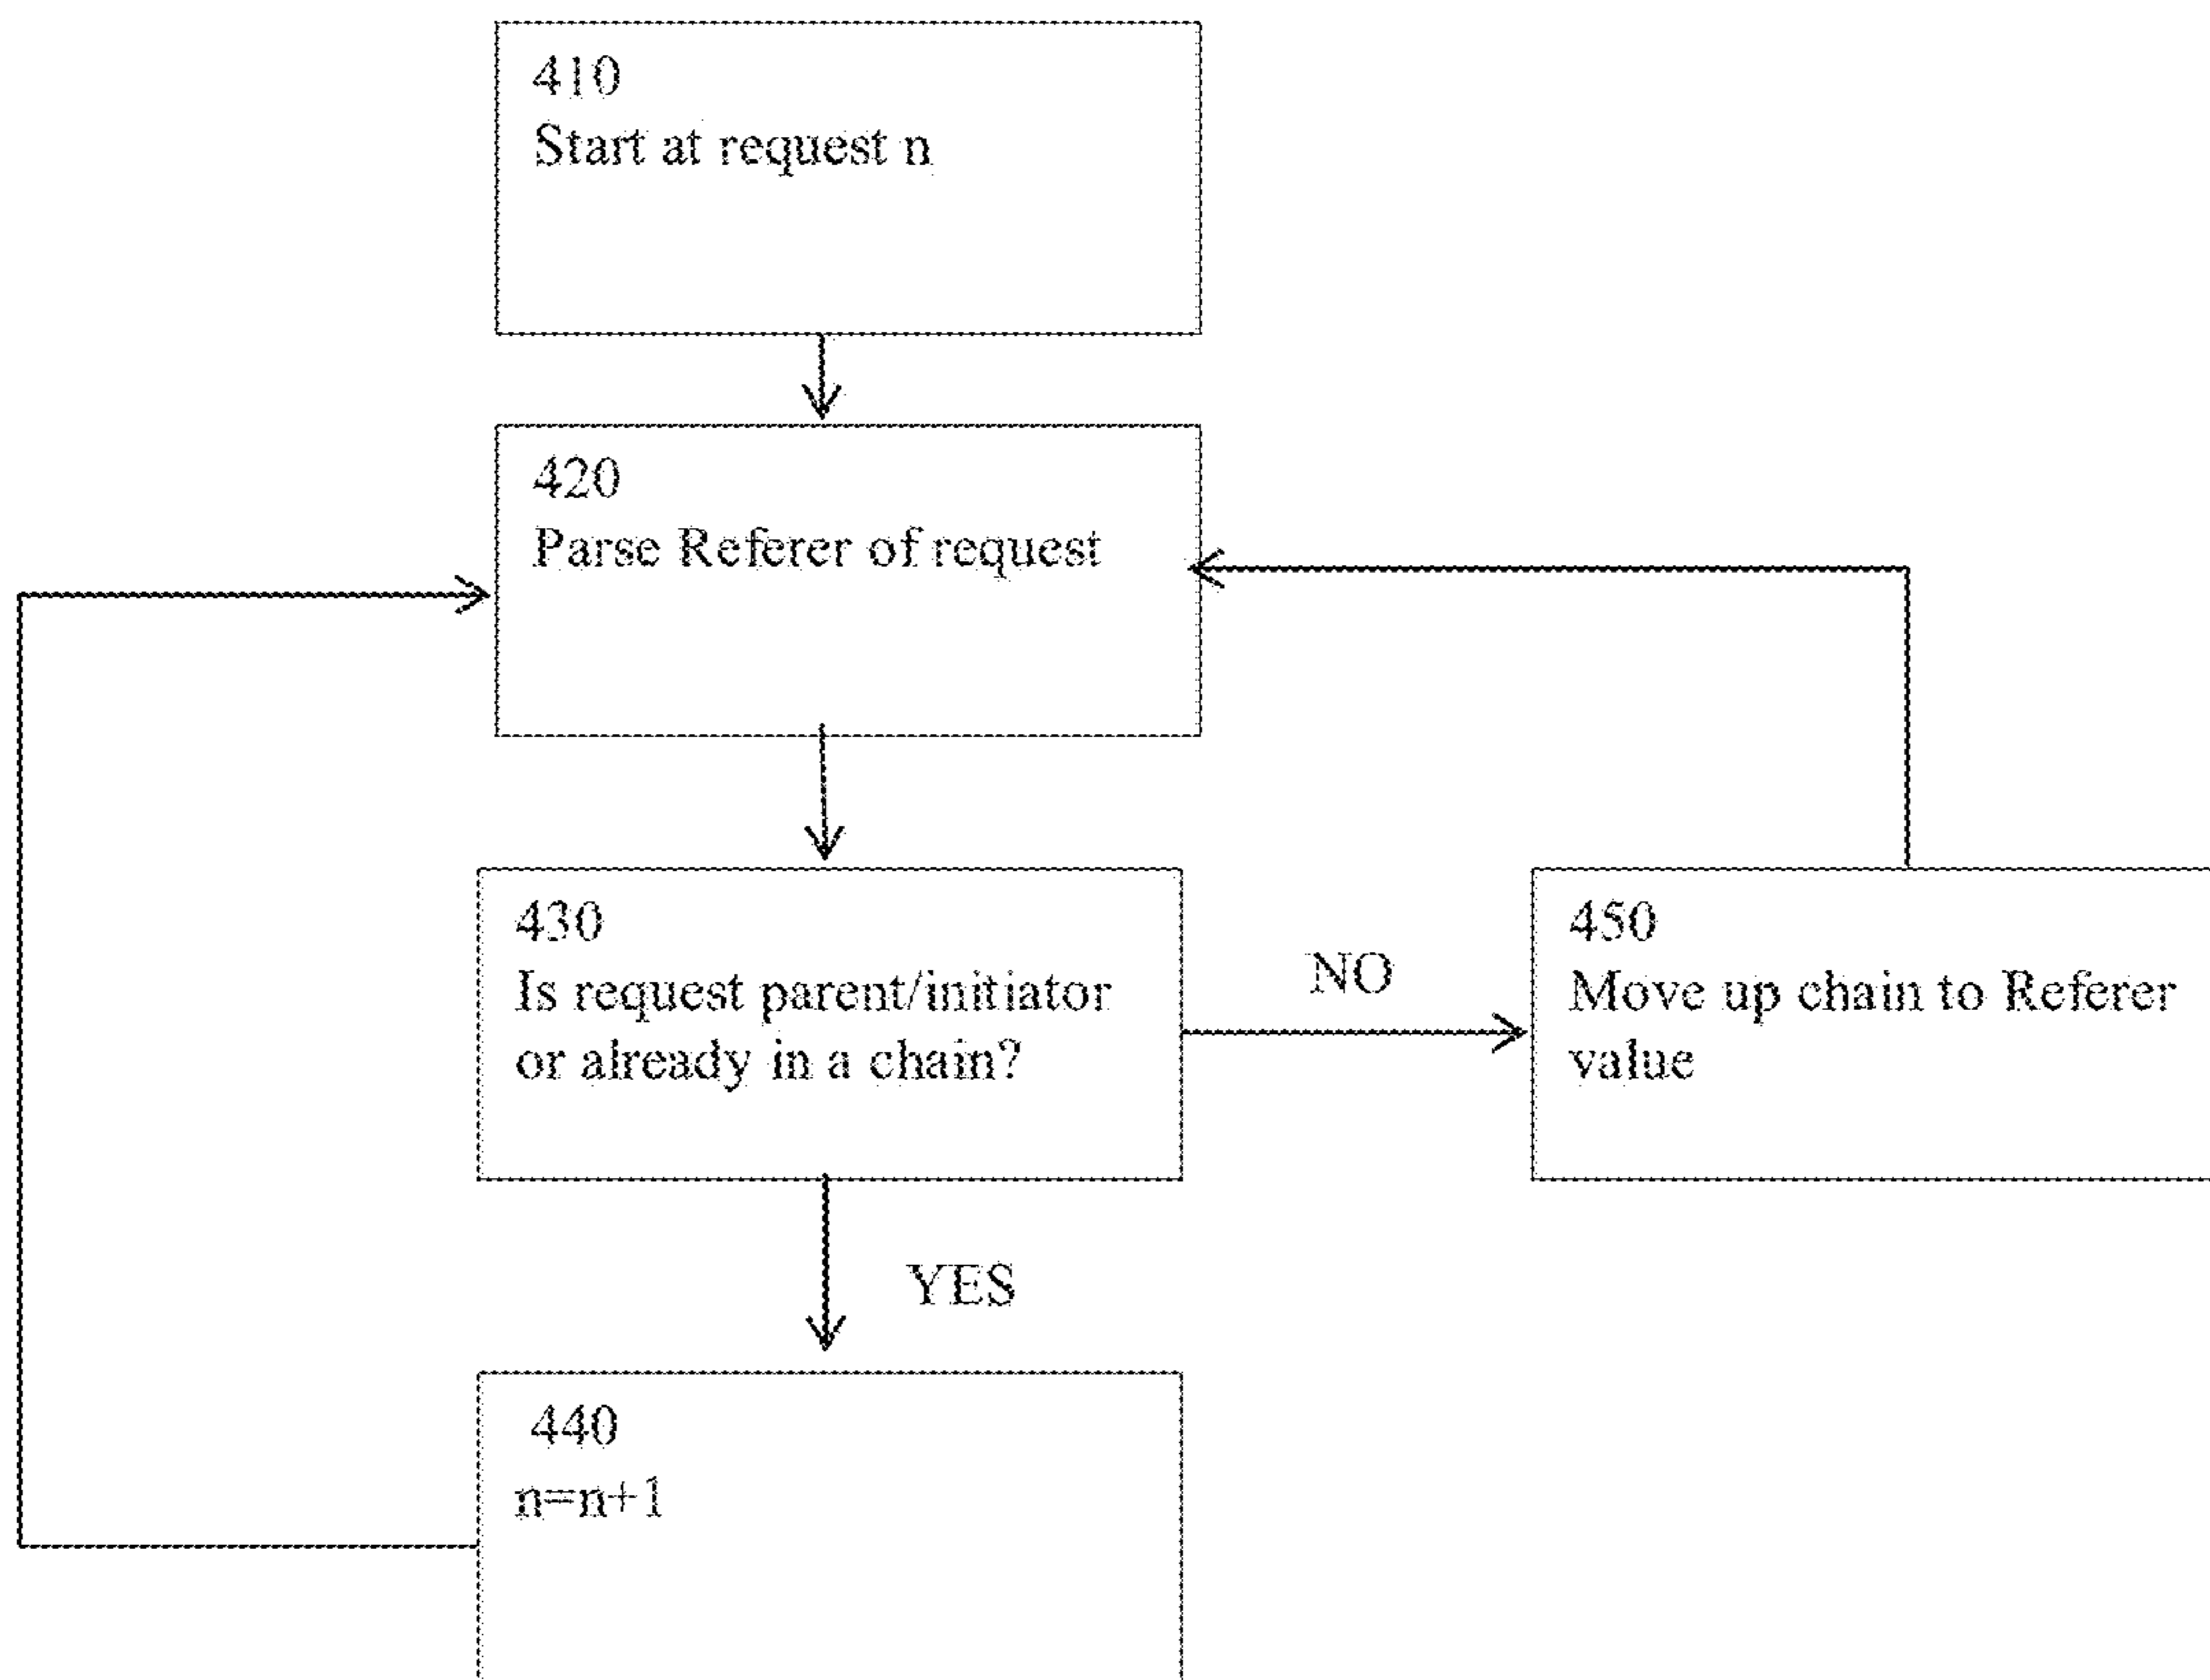 410
Start at request n
420
Parse Referer of request
430
Is request parent/initiator
or already in a chain?
NO
450
Move up chain to Referer
value
YES
440
n=n+1